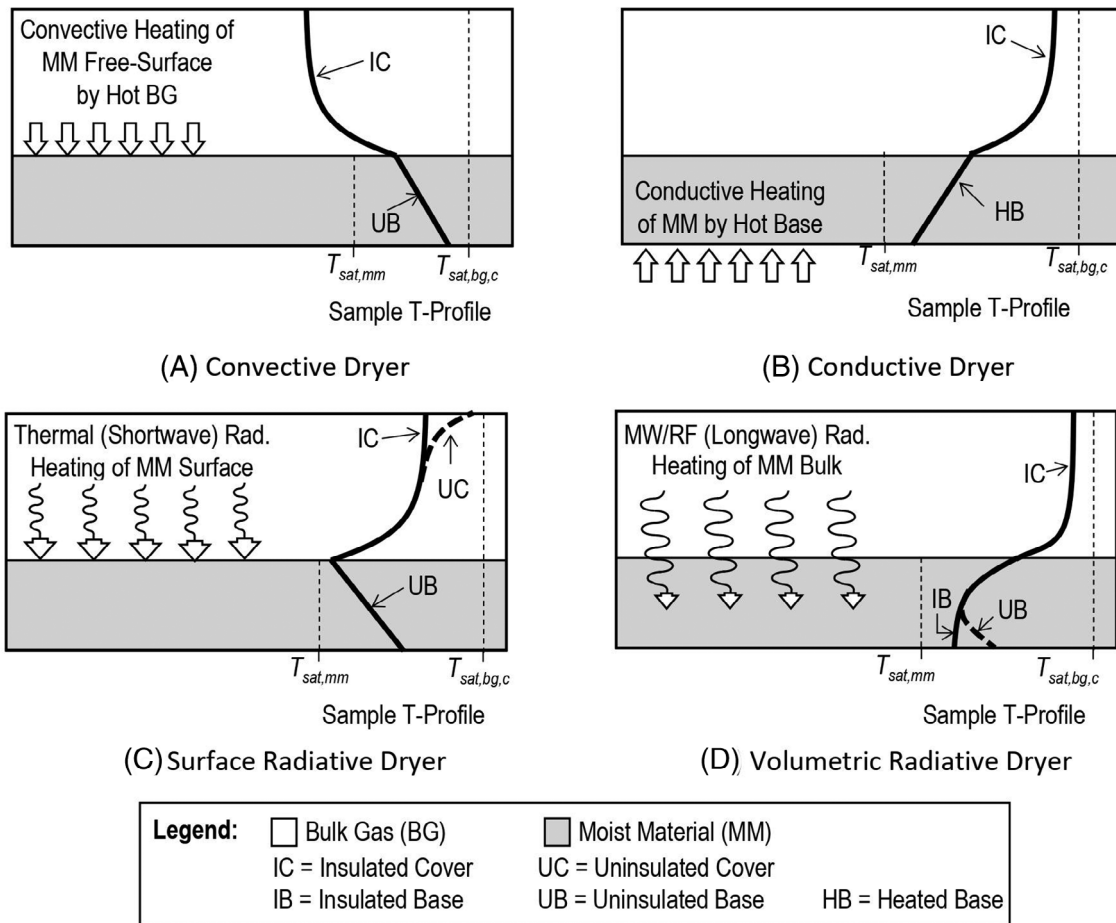 Convective Heating of
MM Free-Surface
by Hot BG
IC
UB
T_sat,mm
T_sat,bg,c
Sample T-Profile
(A) Convective Dryer
IC
Conductive Heating
of MM by Hot Base
HB
T_sat,mm
T_sat,bg,c
Sample T-Profile
(B) Conductive Dryer
Thermal (Shortwave) Rad.
Heating of MM Surface
IC
UC
UB
T_sat,mm
T_sat,bg,c
Sample T-Profile
(C) Surface Radiative Dryer
MW/RF (Longwave) Rad.
Heating of MM Bulk
IC
IB
UB
T_sat,mm
T_sat,bg,c
Sample T-Profile
(D) Volumetric Radiative Dryer
Legend: Bulk Gas (BG) Moist Material (MM)
IC = Insulated Cover UC = Uninsulated Cover
IB = Insulated Base UB = Uninsulated Base HB = Heated Base